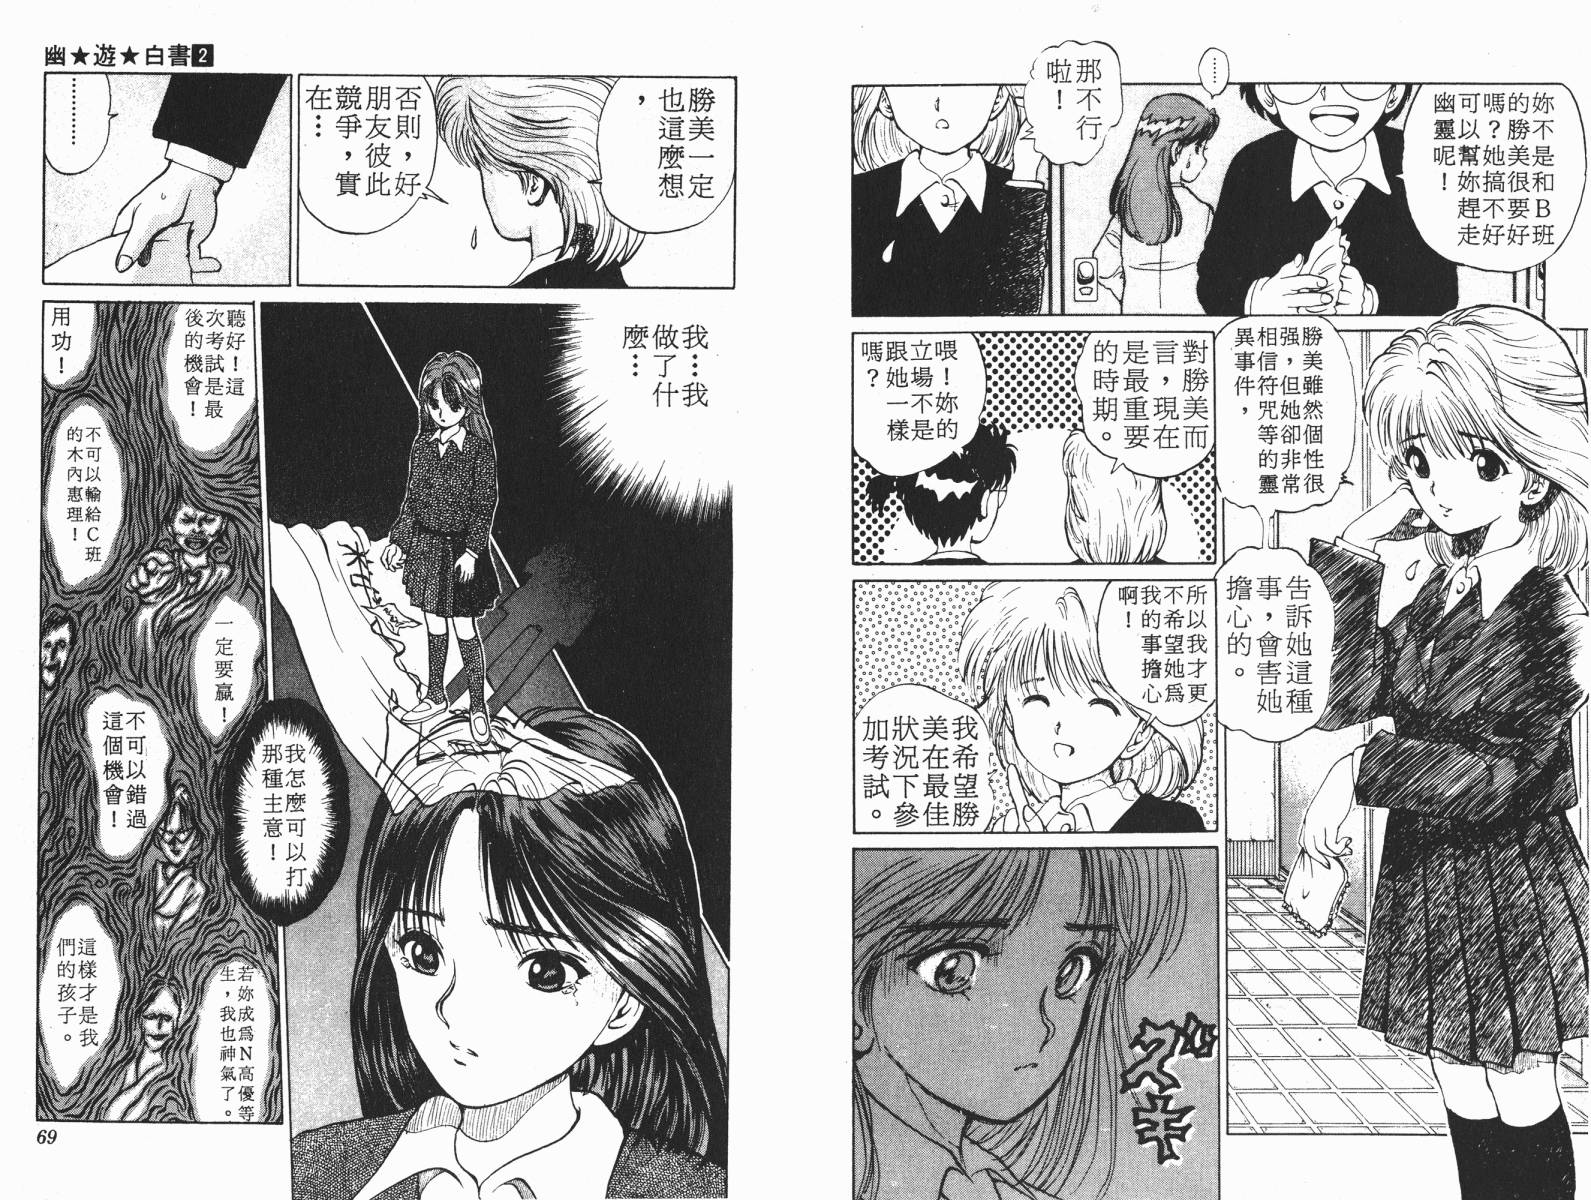 妳不是和B班
的勝美很要好
嗎？她搞不好
可以幫妳趕走
幽靈呢！
……
那不行
啦！
勝美雖然個性很
强，但她卻非常
相信符咒等的靈
異事件，
告訴她這種
事，會害她
擔心的。
對勝美而
言，現在
是最重要
的時期。
喂！妳的
立場不是
跟她一樣
嗎？
所以我才更
不希望她爲
我的事擔心
啊！
我希望勝
美在最佳
狀況下參
加考試。
ズキ
幽★遊★白書2
勝美一定
也這麼想
，
否則，好
朋友彼此
競爭，實
在…
………
我…我
做了什
麼…
我怎麼可以打
那種主意！
聽好！這
次考試是最
後的機會！
用功！
不可以輸給C班
的木內惠理！
一定要贏！
不可以錯過
這個機會！
這樣才是我
們的孩子。
若妳成爲N高優等
生，我也神氣了。
69